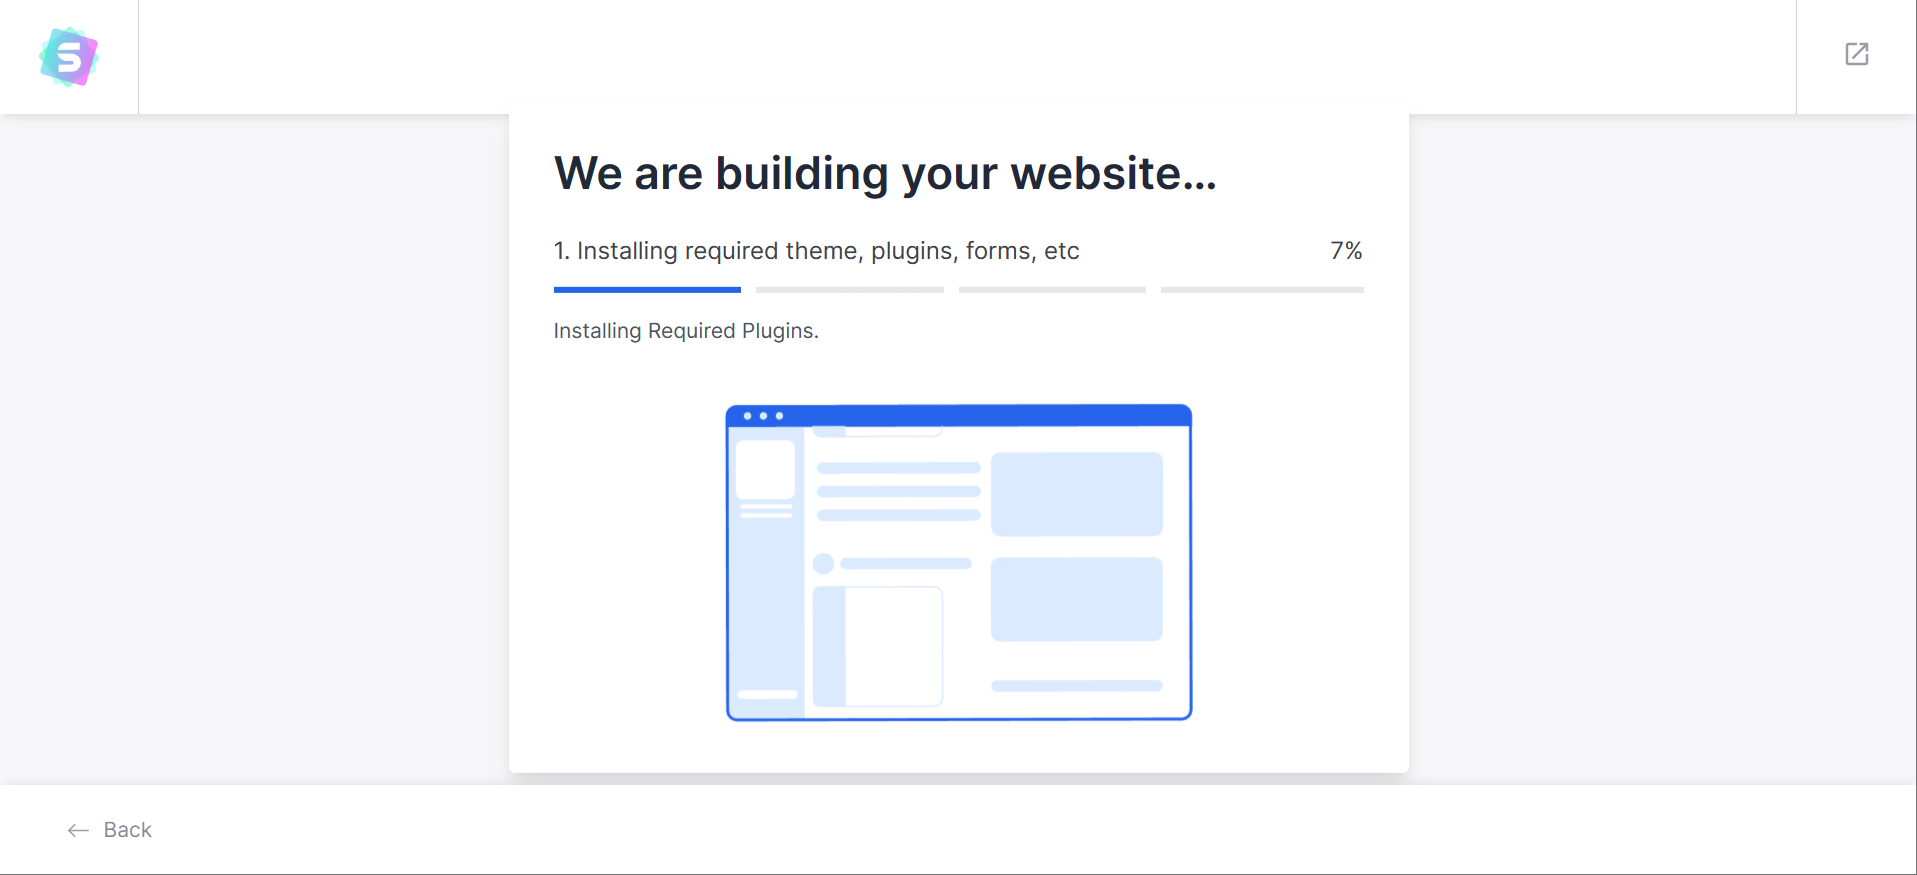 S
We are building your website...
1. Installing required theme, plugins, forms, etc
7%
Installing Required Plugins.
Back